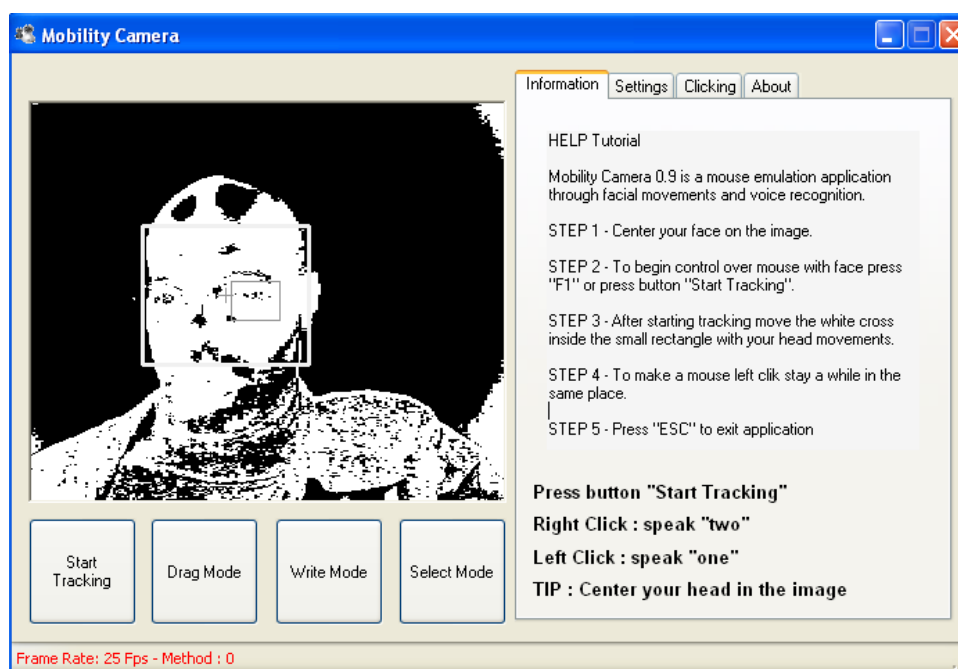 Mobility Camera
Information
Settings
Clicking
About
HELP Tutorial
Mobility Camera 0.9 is a mouse emulation application
through facial movements and voice recognition.
STEP 1 - Center your face on the image.
STEP 2 - To begin control over mouse with face press
"F1" or press button "Start Tracking".
STEP 3 - After starting tracking move the white cross
inside the small rectangle with your head movements.
STEP 4 - To make a mouse left clik stay a while in the
same place.
STEP 5 - Press "ESC" to exit application
Press button "Start Tracking"
Right Click : speak "two"
Left Click : speak "one"
TIP : Center your head in the image
Start
Tracking
Drag Mode
Write Mode
Select Mode
Frame Rate: 25 Fps - Method : 0